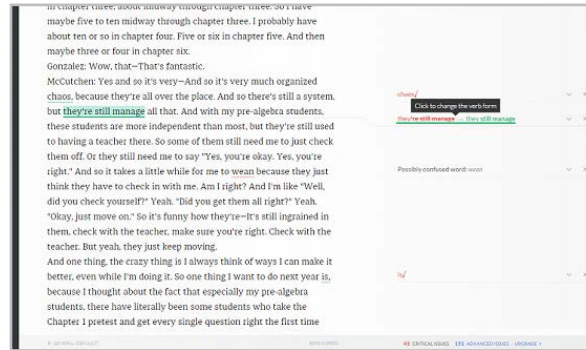 in chapter three, about midway through chapter three. So I have
maybe five to ten midway through chapter three. I probably have
about ten or so in chapter four. Five or six in chapter five. And then
maybe three or four in chapter six.
Gonzalez: Wow, that—That's fantastic.
McCutchen: Yes and so it's very—And so it's very much organized
chaos, because they're all over the place. And so there's still a system,
but they're still manage all that. And with my pre-algebra students,
these students are more independent than most, but they're still used
to having a teacher there. So some of them still need me to just check
them off. Or they still need me to say "Yes, you're okay. Yes, you're
right." And so it takes a little while for me to wean because they just
think they have to check in with me. Am I right? And I'm like "Well,
did you check yourself?" Yeah. "Did you get them all right?" Yeah.
"Okay, just move on." So it's funny how they're—It's still ingrained in
them, check with the teacher, make sure you're right. Check with the
teacher. But yeah, they just keep moving.
And one thing, the crazy thing is I always think of ways I can make it
better, even while I'm doing it. So one thing I want to do next year is,
because I thought about the fact that especially my pre-algebra
students, there have literally been some students who take the
Chapter 1 pretest and get every single question right the first time
chaos,
Click to change the verb form
they're still manage → they still manage
Possibly confused word: wean
is,
GENERAL (DEFAULT)
CRITICAL ISSUES
ADVANCED ISSUES
UPGRADE